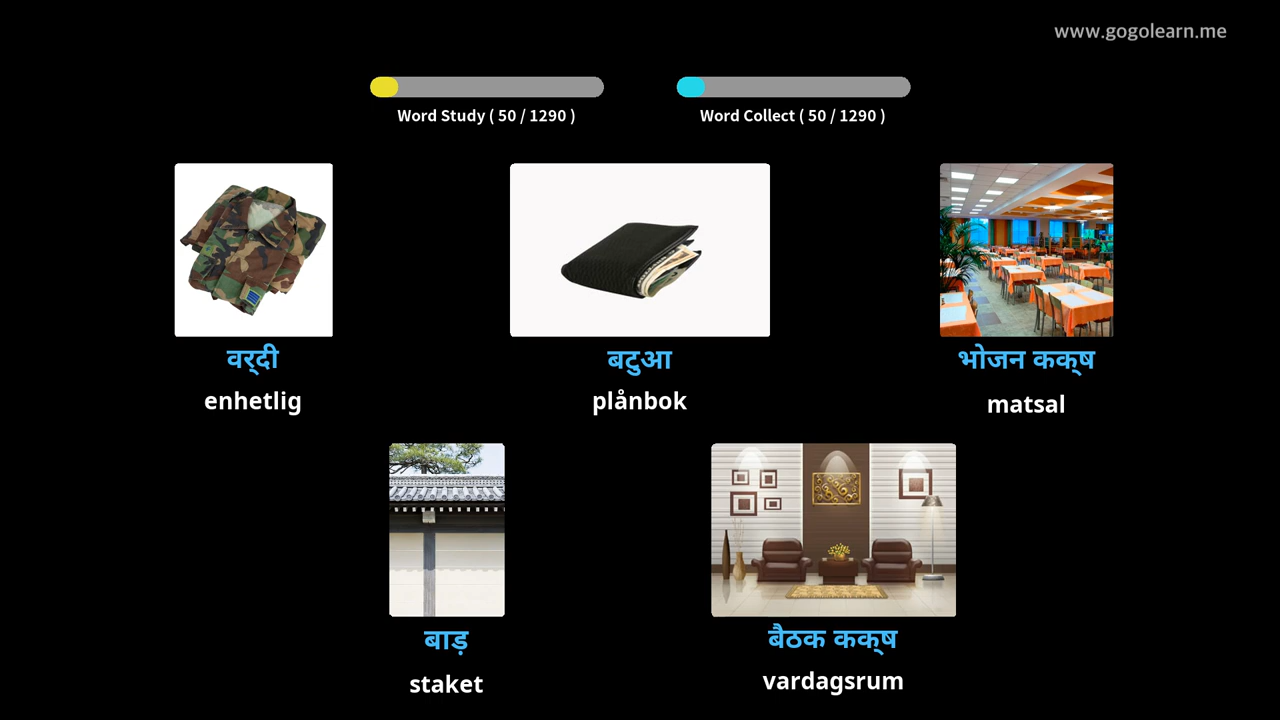 www.gogolearn.me
Word Study ( 50 / 1290 )
Word Collect ( 50 / 1290 )
वर्दी
बटुआ
भोजन कक्ष
enhetlig
plånbok
matsal
बाड़
बैठक कक्ष
staket
vardagsrum